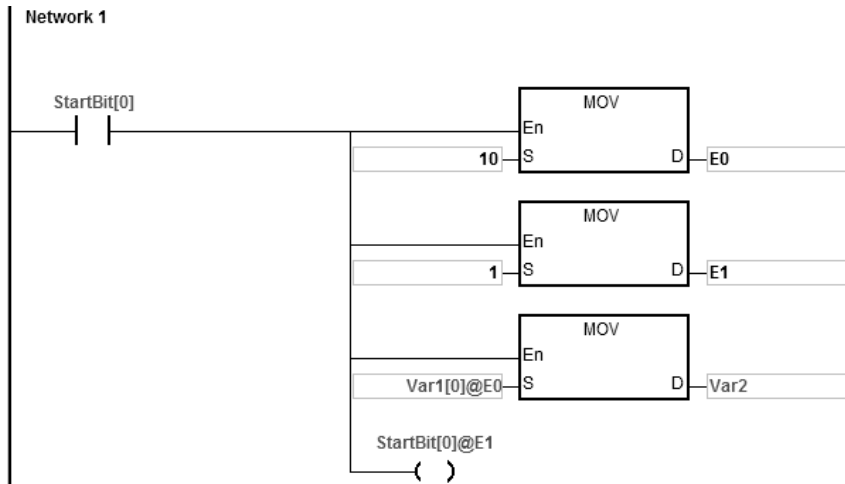 Network 1
StartBit[0]
MOV
En
10 S D E0
MOV
En
1 S D E1
MOV
En
Var1[0]@E0 S D Var2
StartBit[0]@E1